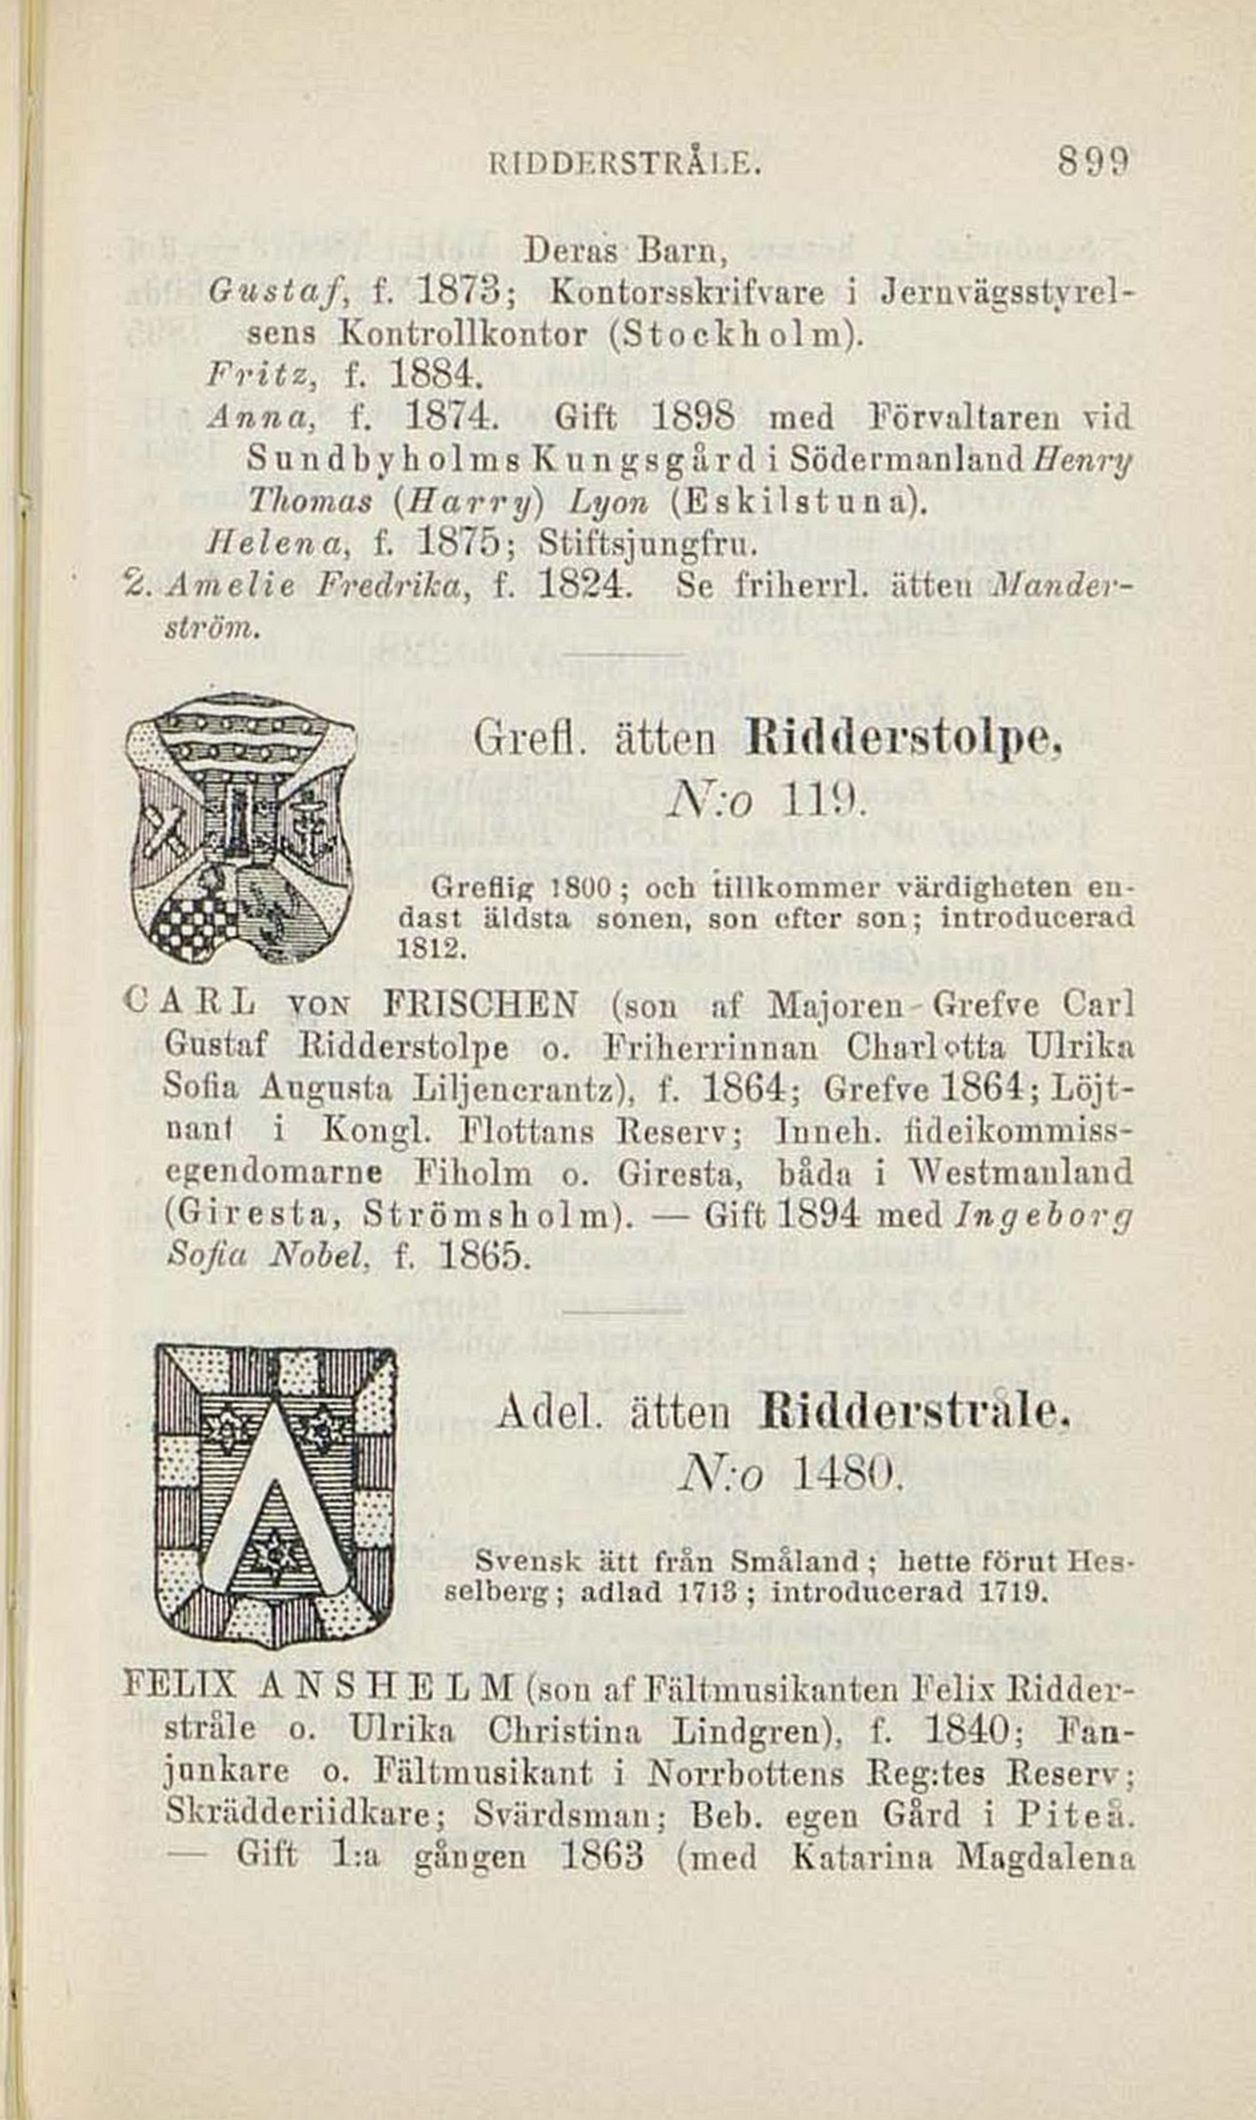 RIDDERSTRÅLE. 899
Deras Barn,
Gustaf, f. 1873; Kontorsskrifvare i Jernvägsstyrel-
sens Kontrollkontor (Stockholm).
Fritz, f. 1884.
Anna, f. 1874. Gift 1898 med Förvaltaren vid
Sundbyholms Kungsgård i Södermanland Henry
Thomas (Harry) Lyon (Eskilstuna).
Helena, f. 1875; Stiftsjungfru.
2. Amelie Fredrika, f. 1824. Se friherrl. ätten Mander-
ström.
Grefl. ätten Ridderstolpe,
N:o 119.
Greflig 1800; och tillkommer värdigheten en-
dast äldsta sonen, son efter son; introducerad
1812.
CARL VON FRISCHEN (son af Majoren Grefve Carl
Gustaf Ridderstolpe o. Friherrinnan Charlotta Ulrika
Sofia Augusta Liljencrantz), f. 1864; Grefve 1864; Löjt-
nant i Kongl. Flottans Reserv; Inneh. fideikommiss-
egendomarne Fiholm o. Giresta, båda i Westmanland
(Giresta, Strömsholm). — Gift 1894 med Ingeborg
Sofia Nobel, f. 1865.
Adel. ätten Ridderstråle,
N:o 1480.
Svensk ätt från Småland; hette förut Hes-
selberg; adlad 1713; introducerad 1719.
FELIX ANSHELM (son af Fältmusikanten Felix Ridder-
stråle o. Ulrika Christina Lindgren), f. 1840; Fan-
junkare o. Fältmusikant i Norrbottens Reg:tes Reserv;
Skrädderiidkare; Svärdsman; Beb. egen Gård i Piteå.
— Gift 1:a gången 1863 (med Katarina Magdalena